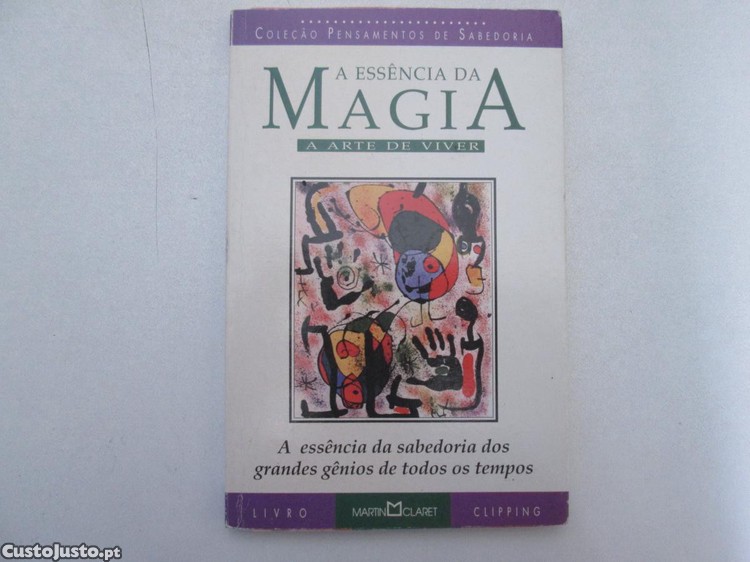 COLEÇÃO PENSAMENTOS DE SABEDORIA
A ESSÊNCIA DA
MAGIA
A ARTE DE VIVER
A essência da sabedoria dos
grandes gênios de todos os tempos
LIVRO
MARTIN CLARET
CLIPPING
CustoJusto.pt